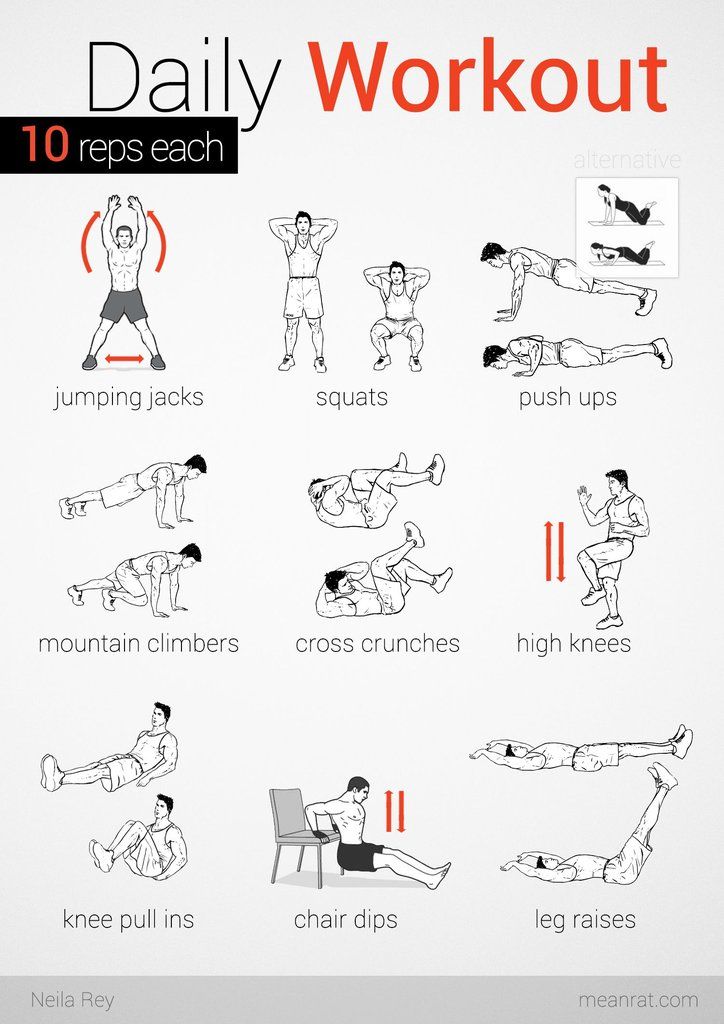 Daily Workout
10 reps each
alternative
jumping jacks
squats
push ups
mountain climbers
cross crunches
high knees
knee pull ins
chair dips
leg raises
Neila Rey
meanrat.com